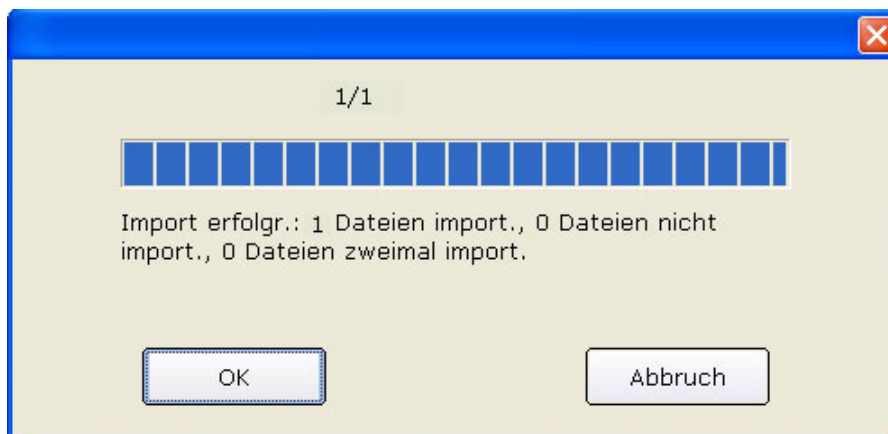 1/1
Import erfolgr.: 1 Dateien import., 0 Dateien nicht
import., 0 Dateien zweimal import.
OK
Abbruch